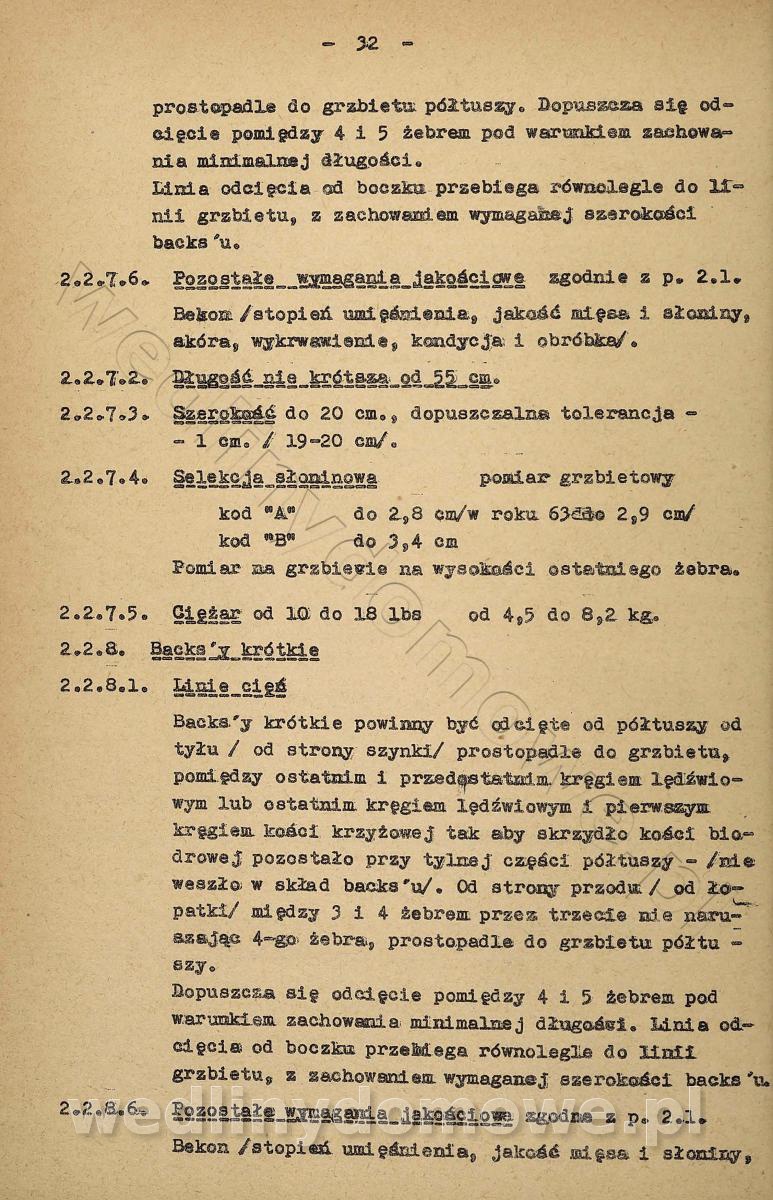 - 32 -
prostopadle do grzbietu półtuszy. Dopuszcza się od-
cięcie pomiędzy 4 i 5 żebrem pod warunkiem zachowa-
nia minimalnej długości.
Linia odcięcia od boczku przebiega równolegle do li-
nii grzbietu, z zachowaniem wymaganej szerokości
backs'u.
2.2.7.6. Pozostałe wymagania jakościowe zgodnie z p. 2.1.
Bekon /stopień umięśnienia, jakość mięsa i słoniny,
skóra, wykrwawienie, kondycja i obróbka/.
2.2.7.2. Długość nie krótsza od 55 cm.
2.2.7.3. Szerokość do 20 cm., dopuszczalna tolerancja -
- 1 cm. / 19-20 cm/.
2.2.7.4. Selekcja słoninowa pomiar grzbietowy
kod "A" do 2,8 cm/w roku 63 do 2,9 cm/
kod "B" do 3,4 cm
Pomiar na grzbiecie na wysokości ostatniego żebra.
2.2.7.5. Ciężar od 10 do 18 lbs od 4,5 do 8,2 kg.
2.2.8. Backs'y krótkie
2.2.8.1. Linie cięń
Backs'y krótkie powinny być odcięte od półtuszy od
tyłu / od strony szynki/ prostopadle do grzbietu,
pomiędzy ostatnim i przedostatnim kręgiem lędźwio-
wym lub ostatnim kręgiem lędźwiowym i pierwszym
kręgiem kości krzyżowej tak aby skrzydło kości bio-
drowej pozostało przy tylnej części półtuszy - /nie
weszło w skład backs'u/. Od strony przodu / od ło-
patki/ między 3 i 4 żebrem przez trzecie nie naru-
szając 4-go żebra, prostopadle do grzbietu półtu -
szy.
Dopuszcza się odcięcie pomiędzy 4 i 5 żebrem pod
warunkiem zachowania minimalnej długości. Linia od-
cięcia od boczku przebiega równolegle do linii
grzbietu, z zachowaniem wymaganej szerokości backs'u.
2.2.8.6. Pozostałe wymagania jakościowe zgodne z p. 2.1.
Bekon /stopień umięśnienia, jakość mięsa i słoniny,
wedlinydomowe.pl